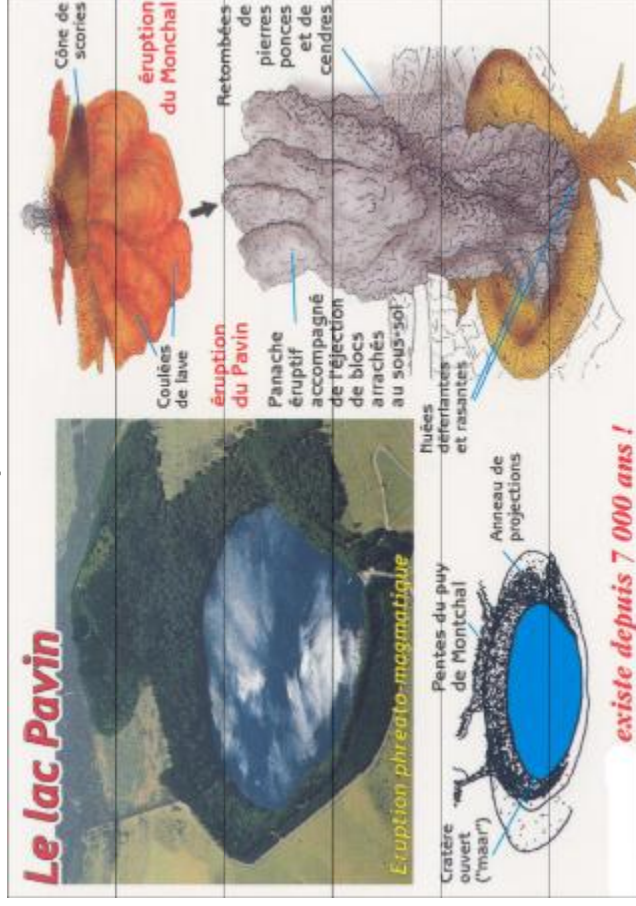 Le lac Pavin
Éruption phréato-magmatique
Cône de
scories
éruption
du Monchal
Coulées
de lave
éruption
du Pavin
Panache
éruptif
accompagné
de l'éjection
de blocs
arrachés
au sous-sol
Retombées
de
pierres
ponces
et de
cendres
nuées
déferlantes
et rasantes
Cratère
ouvert
("maar")
Pentes du puy
de Montchal
Anneau de
projections
existe depuis 7 000 ans !